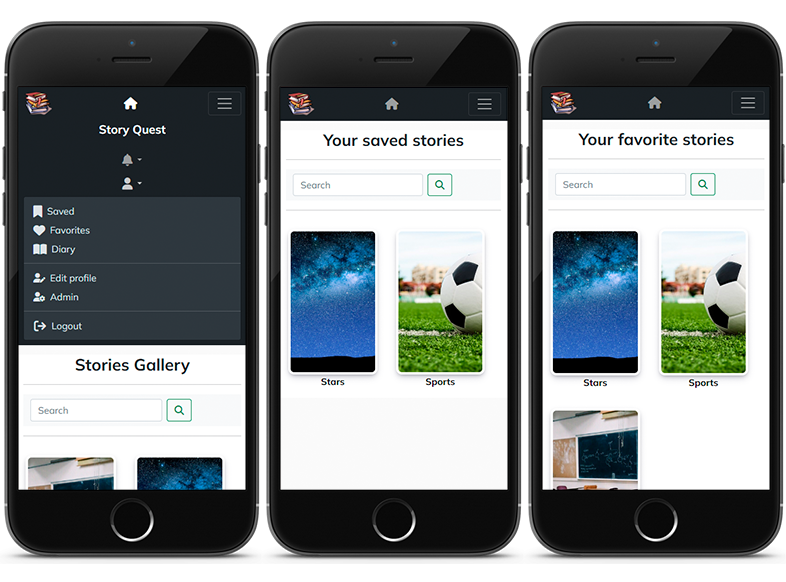 Story Quest
Saved
Favorites
Diary
Edit profile
Admin
Logout
Stories Gallery
Search
Your saved stories
Search
Stars
Sports
Your favorite stories
Search
Stars
Sports